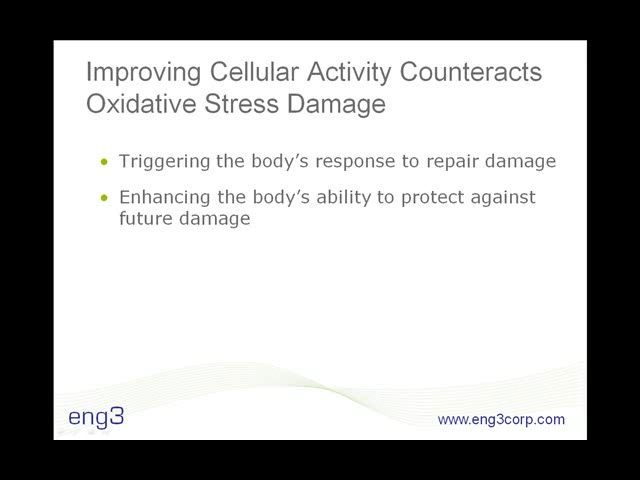 Improving Cellular Activity Counteracts
Oxidative Stress Damage
• Triggering the body's response to repair damage
• Enhancing the body's ability to protect against
future damage
eng3
www.eng3corp.com